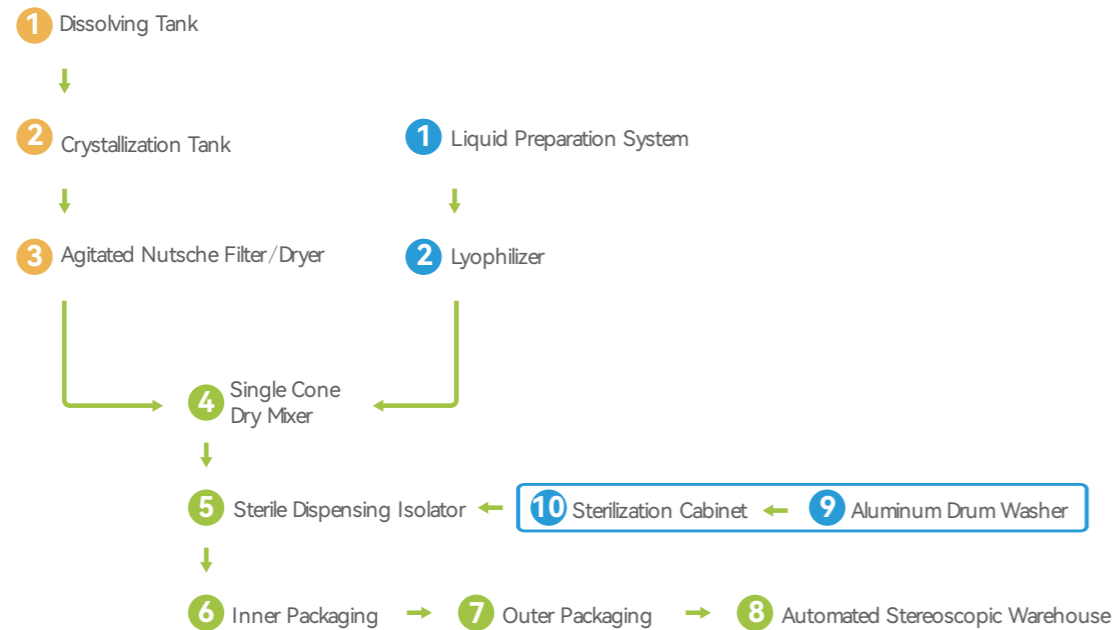 1 Dissolving Tank
2 Crystallization Tank
1 Liquid Preparation System
3 Agitated Nutsche Filter/Dryer
2 Lyophilizer
4 Single Cone
Dry Mixer
5 Sterile Dispensing Isolator
10 Sterilization Cabinet
9 Aluminum Drum Washer
6 Inner Packaging
7 Outer Packaging
8 Automated Stereoscopic Warehouse